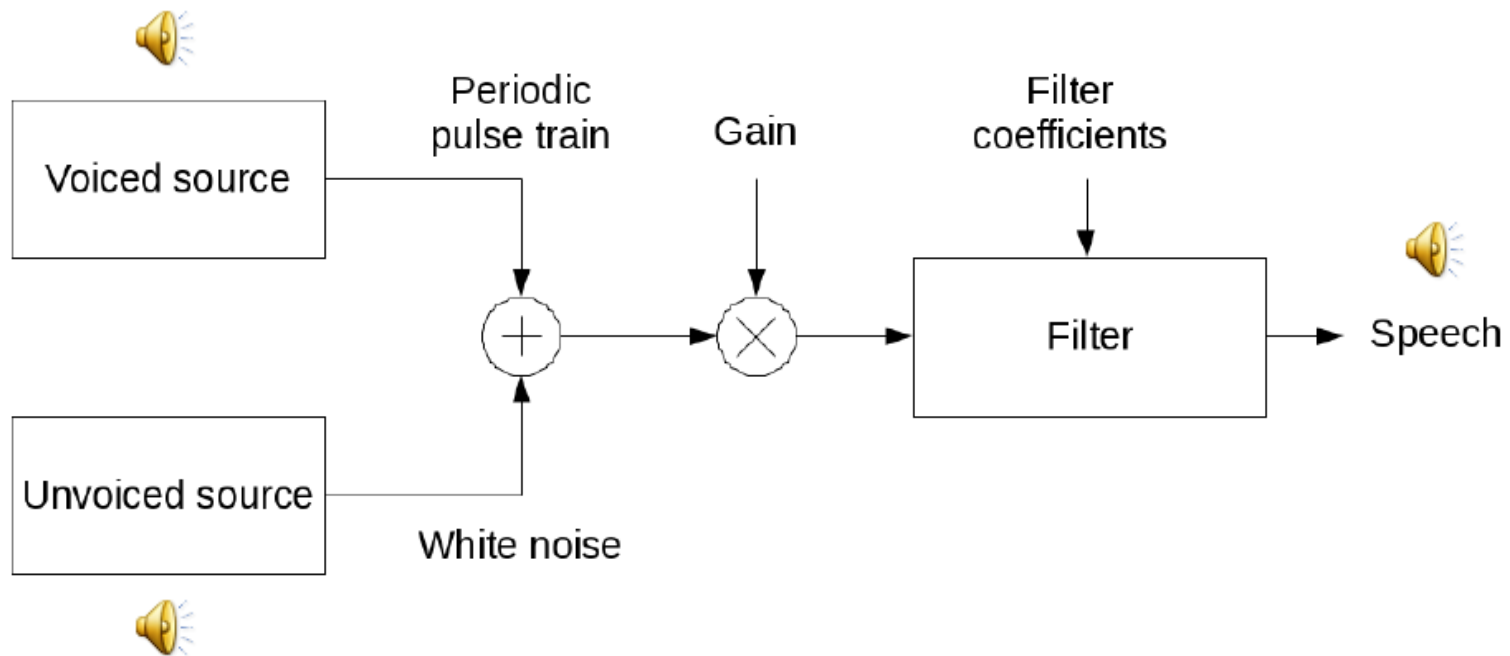 Periodic
pulse train
Gain
Filter
coefficients
Voiced source
Filter
Speech
Unvoiced source
White noise